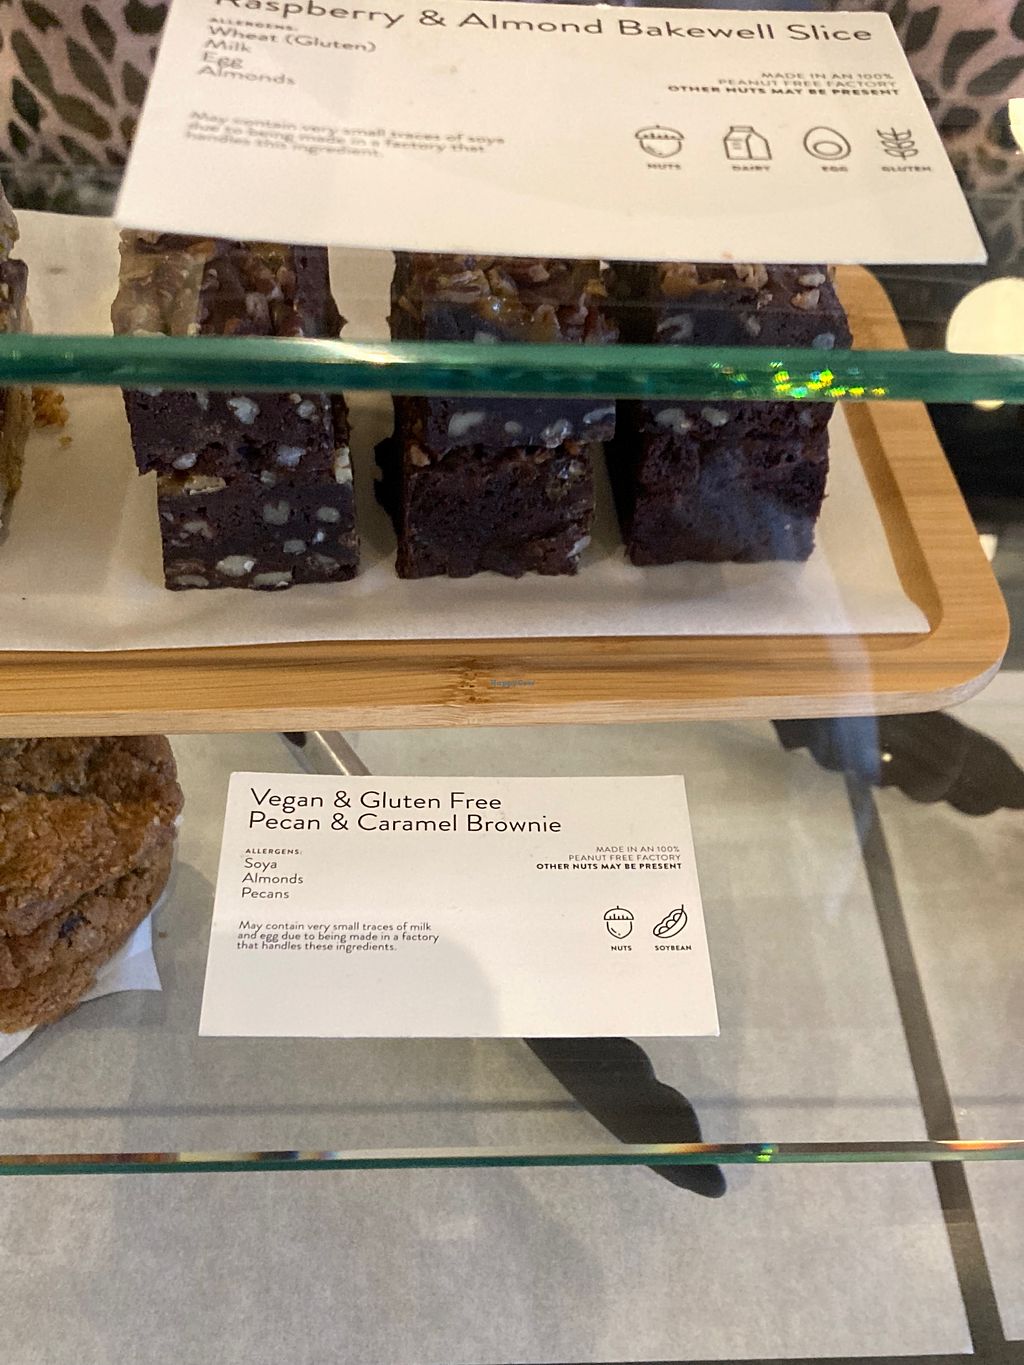 Raspberry & Almond Bakewell Slice
ALLERGENS:
Wheat (Gluten)
Milk
Egg
Almonds
MADE IN AN 100%
PEANUT FREE FACTORY
OTHER NUTS MAY BE PRESENT
May contain very small traces of soya
due to being made in a factory that
handles this ingredient.
NUTS DAIRY EGG GLUTEN
HappyCow
Vegan & Gluten Free
Pecan & Caramel Brownie
ALLERGENS:
Soya
Almonds
Pecans
MADE IN AN 100%
PEANUT FREE FACTORY
OTHER NUTS MAY BE PRESENT
May contain very small traces of milk
and egg due to being made in a factory
that handles these ingredients.
NUTS SOYBEAN